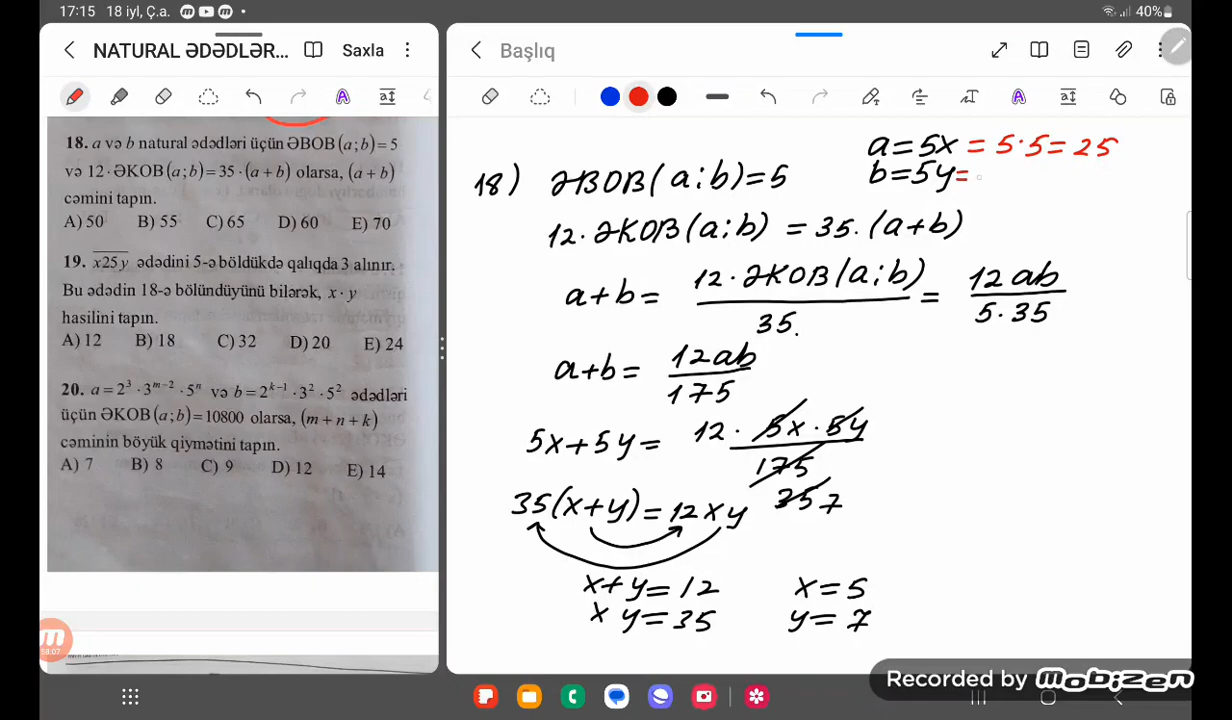 17:15 18 iyl, Ç.a.
40%
NATURAL ƏDƏDLƏR... Saxla
Başlıq
18. a və b natural ədədləri üçün ƏBOB(a;b)=5
və 12·ƏKOB(a;b)=35·(a+b) olarsa, (a+b)
cəmini tapın.
A) 50 B) 55 C) 65 D) 60 E) 70
19. x25y ədədini 5-ə böldükdə qalıqda 3 alınır.
Bu ədədin 18-ə bölündüyünü bilərək, x·y
hasilini tapın.
A) 12 B) 18 C) 32 D) 20 E) 24
20. a=2³·3ᵐ⁻²·5ⁿ və b=2ᵏ⁻¹·3²·5² ədədləri
üçün ƏKOB(a;b)=10800 olarsa, (m+n+k)
cəminin böyük qiymətini tapın.
A) 7 B) 8 C) 9 D) 12 E) 14
58.07
a=5x=5·5=25
18) ƏBOB(a;b)=5 b=5y=
12·ƏKOB(a;b)=35·(a+b)
a+b= 12·ƏKOB(a;b)/35 = 12ab/5·35
a+b= 12ab/175
5x+5y= 12·5x·5y/175
35(x+y)=12xy 35 7
x+y=12 x=5
xy=35 y=7
Recorded by mobizen